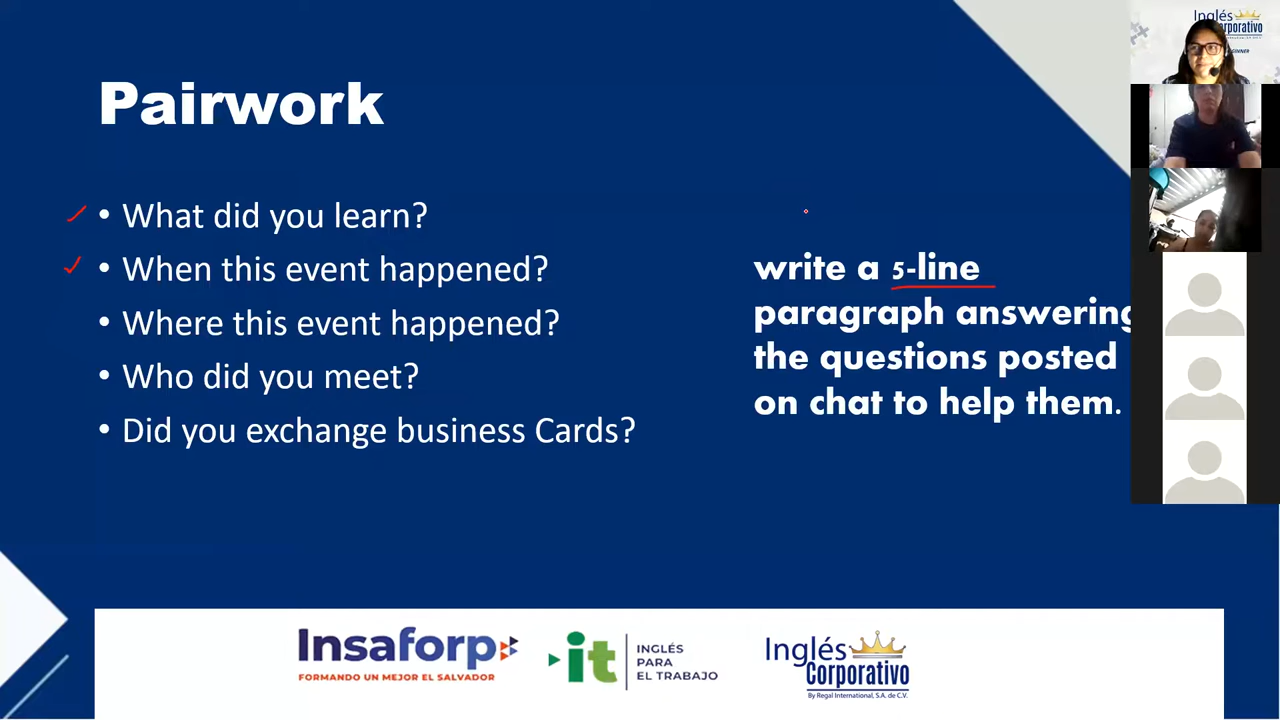 Pairwork
• What did you learn?
• When this event happened?
• Where this event happened?
• Who did you meet?
• Did you exchange business Cards?
write a 5-line
paragraph answering
the questions posted
on chat to help them.
Inglés
Corporativo
Insaforp
FORMANDO UN MEJOR EL SALVADOR
it
INGLÉS
PARA
EL TRABAJO
Inglés
Corporativo
By Regal International, S.A. de C.V.